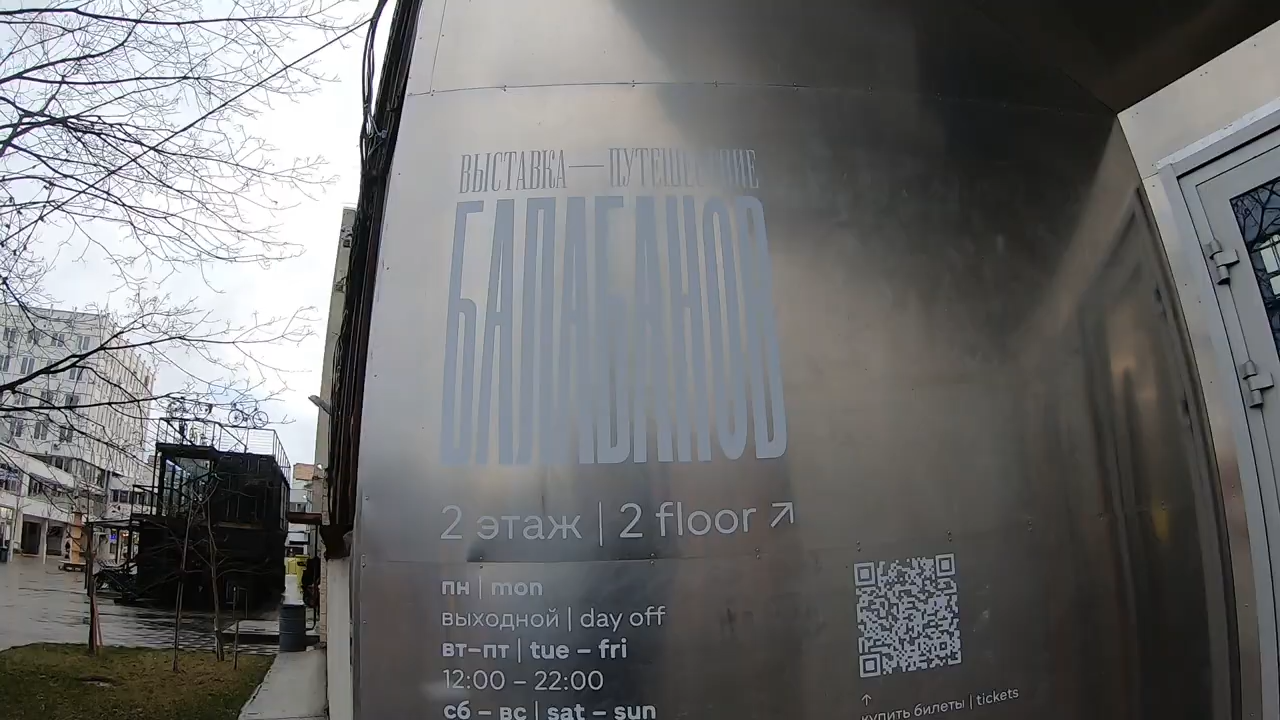 ВЫСТАВКА — ПУТЕШЕСТВИЕ
БАЛАБАНОВ
2 этаж | 2 floor ↗
пн | mon
выходной | day off
вт–пт | tue – fri
12:00 – 22:00
сб – вс | sat – sun
↑
купить билеты | tickets